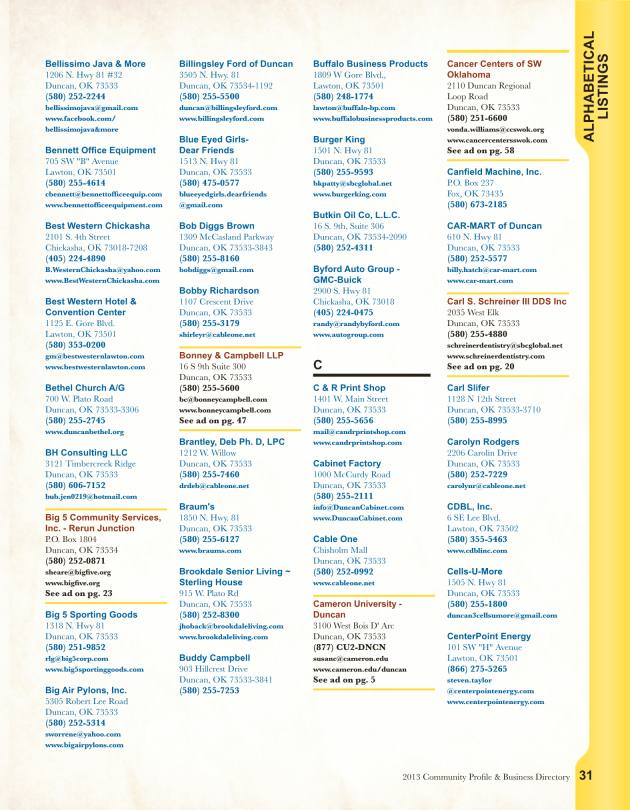 Bellissimo Java & More
1206 N. Hwy 81 #32
Duncan, OK 73533
(580) 252-2244
bellissimojava@gmail.com
www.facebook.com/
bellissimojava&more
Bennett Office Equipment
705 SW "B" Avenue
Lawton, OK 73501
(580) 255-4614
cbennett@bennettofficeequip.com
www.bennettofficeequipment.com
Best Western Chickasha
2101 S. 4th Street
Chickasha, OK 73018-7208
(405) 224-4890
B.WesternChickasha@yahoo.com
www.BestWesternChickasha.com
Best Western Hotel &
Convention Center
1125 E. Gore Blvd.
Lawton, OK 73501
(580) 353-0200
gm@bestwesternlawton.com
www.bestwesternlawton.com
Bethel Church A/G
700 W. Plato Road
Duncan, OK 73533-3306
(580) 255-2745
www.duncanbethel.org
BH Consulting LLC
3121 Timbercreek Ridge
Duncan, OK 73533
(580) 606-7152
bub.jen0219@hotmail.com
Big 5 Community Services,
Inc. - Rerun Junction
P.O. Box 1804
Duncan, OK 73534
(580) 252-0871
sheare@bigfive.org
www.bigfive.org
See ad on pg. 23
Big 5 Sporting Goods
1318 N. Hwy 81
Duncan, OK 73533
(580) 251-9852
rlg@big5corp.com
www.big5sportinggoods.com
Big Air Pylons, Inc.
5305 Robert Lee Road
Duncan, OK 73533
(580) 252-5314
sworrene@yahoo.com
www.bigairpylons.com
Billingsley Ford of Duncan
3505 N. Hwy. 81
Duncan, OK 73534-1192
(580) 255-5500
duncan@billingsleyford.com
www.billingsleyford.com
Blue Eyed Girls-
Dear Friends
1513 N. Hwy 81
Duncan, OK 73533
(580) 475-0577
blueeyedgirls.dearfriends
@gmail.com
Bob Diggs Brown
1309 McCasland Parkway
Duncan, OK 73533-3843
(580) 255-8160
bobdiggs@gmail.com
Bobby Richardson
1107 Crescent Drive
Duncan, OK 73533
(580) 255-3179
shirleyr@cableone.net
Bonney & Campbell LLP
16 S 9th Suite 300
Duncan, OK 73533
(580) 255-5600
bc@bonneycampbell.com
www.bonneycampbell.com
See ad on pg. 47
Brantley, Deb Ph. D, LPC
1212 W. Willow
Duncan, OK 73533
(580) 255-7460
drdeb@cableone.net
Braum's
1850 N. Hwy. 81
Duncan, OK 73533
(580) 255-6127
www.braums.com
Brookdale Senior Living ~
Sterling House
915 W. Plato Rd
Duncan, OK 73533
(580) 252-8300
jhoback@brookdaleliving.com
www.brookdaleliving.com
Buddy Campbell
903 Hillcrest Drive
Duncan, OK 73533-3841
(580) 255-7253
Buffalo Business Products
1809 W Gore Blvd.,
Lawton, OK 73501
(580) 248-1774
lawton@buffalo-bp.com
www.buffalobusinessproducts.com
Burger King
1501 N. Hwy 81
Duncan, OK 73533
(580) 255-9593
bkpatty@sbcglobal.net
www.burgerking.com
Butkin Oil Co, L.L.C.
16 S. 9th, Suite 306
Duncan, OK 73534-2090
(580) 252-4311
Byford Auto Group -
GMC-Buick
2900 S. Hwy 81
Chickasha, OK 73018
(405) 224-0475
randy@randybyford.com
www.autogroup.com
C
C & R Print Shop
1401 W. Main Street
Duncan, OK 73533
(580) 255-5656
mail@candrprintshop.com
www.candrprintshop.com
Cabinet Factory
1000 McCurdy Road
Duncan, OK 73533
(580) 255-2111
info@DuncanCabinet.com
www.DuncanCabinet.com
Cable One
Chisholm Mall
Duncan, OK 73533
(580) 252-0992
www.cableone.net
Cameron University -
Duncan
3100 West Bois D' Arc
Duncan, OK 73533
(877) CU2-DNCN
susanc@cameron.edu
www.cameron.edu/duncan
See ad on pg. 5
Cancer Centers of SW
Oklahoma
2110 Duncan Regional
Loop Road
Duncan, OK 73533
(580) 251-6600
vonda.williams@ccswok.org
www.cancercentersswok.com
See ad on pg. 58
Canfield Machine, Inc.
P.O. Box 237
Fox, OK 73435
(580) 673-2185
CAR-MART of Duncan
610 N. Hwy 81
Duncan, OK 73533
(580) 252-5577
billy.hatch@car-mart.com
www.car-mart.com
Carl S. Schreiner III DDS Inc
2035 West Elk
Duncan, OK 73533
(580) 255-4880
schreinerdentistry@sbcglobal.net
www.schreinerdentistry.com
See ad on pg. 20
Carl Slifer
1128 N 12th Street
Duncan, OK 73533-3710
(580) 255-8995
Carolyn Rodgers
2206 Carolin Drive
Duncan, OK 73533
(580) 252-7229
carolynr@cableone.net
CDBL, Inc.
6 SE Lee Blvd.
Lawton, OK 73502
(580) 355-5463
www.cdblinc.com
Cells-U-More
1505 N. Hwy 81
Duncan, OK 73533
(580) 255-1800
duncan3cellsumore@gmail.com
CenterPoint Energy
101 SW "H" Avenue
Lawton, OK 73501
(866) 275-5265
steven.taylor
@centerpointenergy.com
www.centerpointenergy.com
ALPHABETICAL
LISTINGS
2013 Community Profile & Business Directory 31